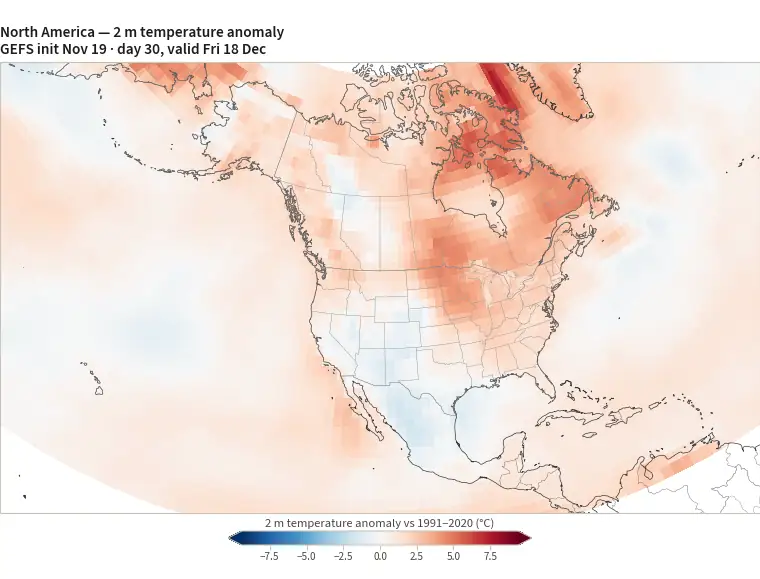 North America — 2 m temperature anomaly
GEFS init Nov 19 · day 30, valid Fri 18 Dec
2 m temperature anomaly vs 1991–2020 (°C)
−7.5 −5.0 −2.5 0.0 2.5 5.0 7.5